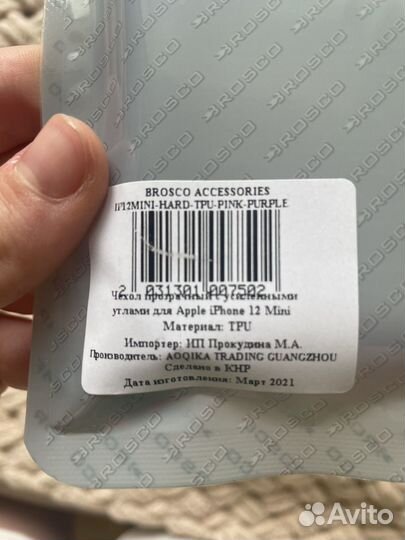 BROSCO
BROSCO ACCESSORIES
IP12MINI-HARD-TPU-PINK-PURPLE
2 031301 007502
Чехол прозрачный с усиленными
углами для Apple iPhone 12 Mini
Материал: TPU
Импортер: ИП Прокудина М.А.
Производитель: AOQIKA TRADING GUANGZHOU
Сделано в КНР
Дата изготовления: Март 2021
Avito